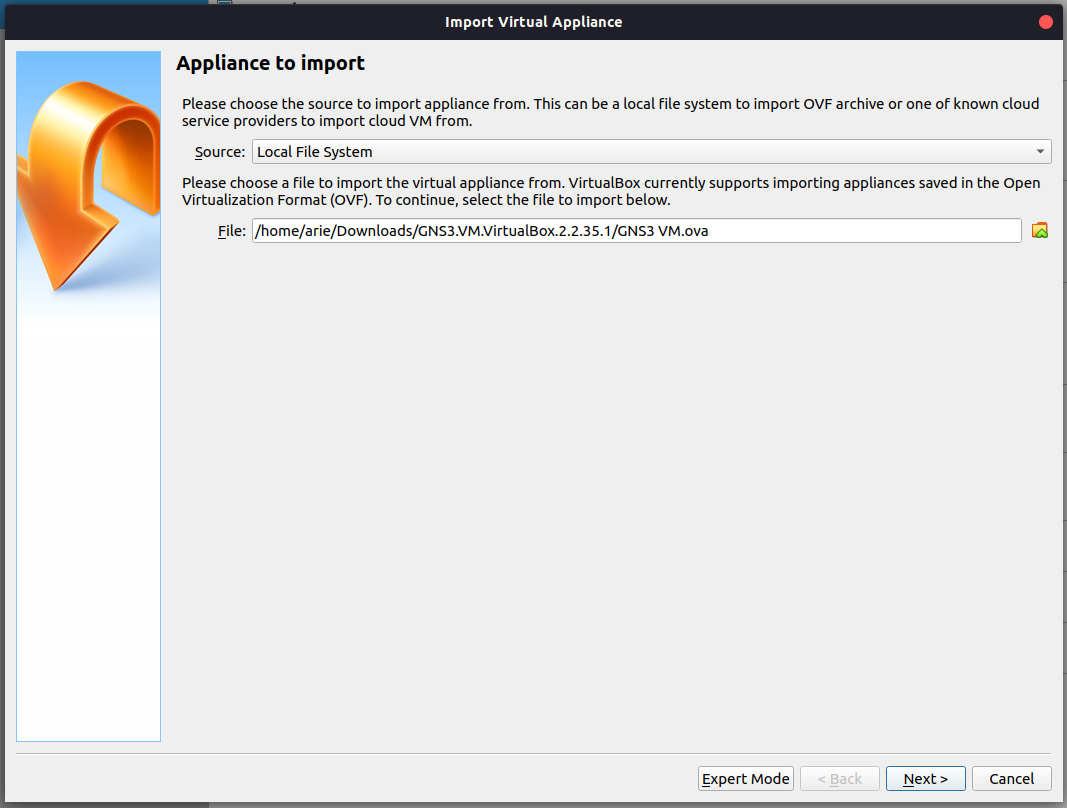 Import Virtual Appliance
Appliance to import
Please choose the source to import appliance from. This can be a local file system to import OVF archive or one of known cloud
service providers to import cloud VM from.
Source: Local File System
Please choose a file to import the virtual appliance from. VirtualBox currently supports importing appliances saved in the Open
Virtualization Format (OVF). To continue, select the file to import below.
File: /home/arie/Downloads/GNS3.VM.VirtualBox.2.2.35.1/GNS3 VM.ova
Expert Mode < Back Next > Cancel